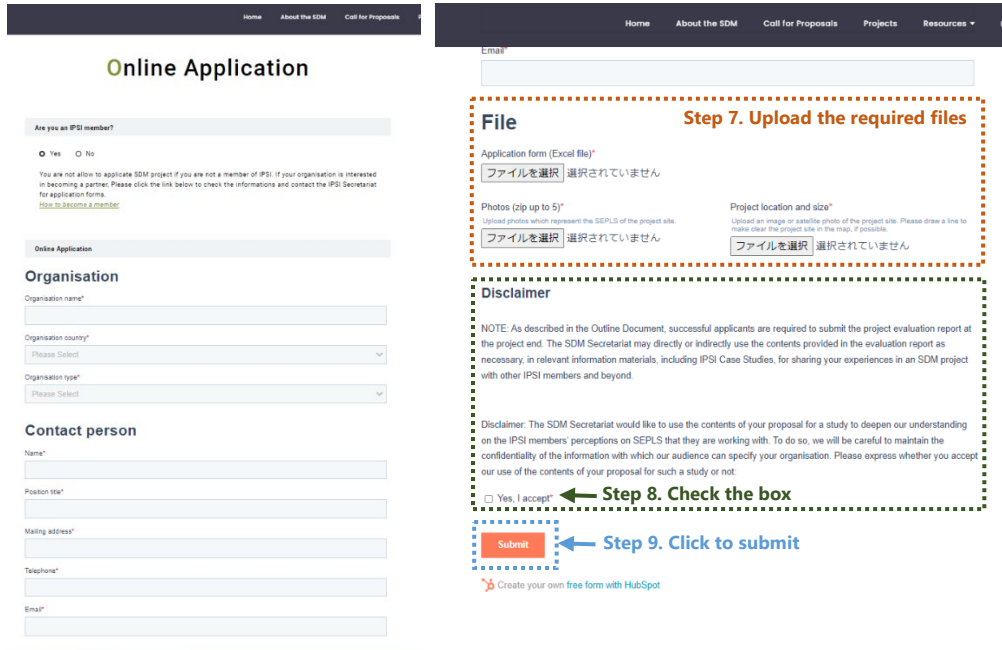 Home About the SDM Call for Proposals
Online Application
Are you an IPSI member?
Yes No
You are not allow to applicate SDM project if you are not a member of IPSI. If your organisation is interested
in becoming a partner, Please click the link below to check the informations and contact the IPSI Secretariat
for application forms.
How to become a member
Online Application
Organisation
Organisation name*
Organisation country*
Please Select
Organisation type*
Please Select
Contact person
Name*
Position title*
Mailing address*
Telephone*
Email*
Home About the SDM Call for Proposals Projects Resources
Email*
File
Step 7. Upload the required files
Application form (Excel file)*
ファイルを選択 選択されていません
Photos (zip up to 5)*
Upload photos which represent the SEPLS of the project site.
ファイルを選択 選択されていません
Project location and size*
Upload an image or satellite photo of the project site. Please draw a line to
make clear the project site in the map, if possible.
ファイルを選択 選択されていません
Disclaimer
NOTE: As described in the Outline Document, successful applicants are required to submit the project evaluation report at
the project end. The SDM Secretariat may directly or indirectly use the contents provided in the evaluation report as
necessary, in relevant information materials, including IPSI Case Studies, for sharing your experiences in an SDM project
with other IPSI members and beyond.
Disclaimer: The SDM Secretariat would like to use the contents of your proposal for a study to deepen our understanding
on the IPSI members' perceptions on SEPLS that they are working with. To do so, we will be careful to maintain the
confidentiality of the information with which our audience can specify your organisation. Please express whether you accept
our use of the contents of your proposal for such a study or not:
Yes, I accept*
Step 8. Check the box
Submit
Step 9. Click to submit
Create your own free form with HubSpot